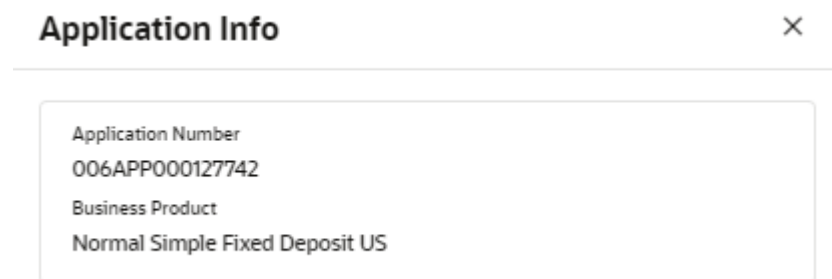 Application Info
Application Number
006APP000127742
Business Product
Normal Simple Fixed Deposit US